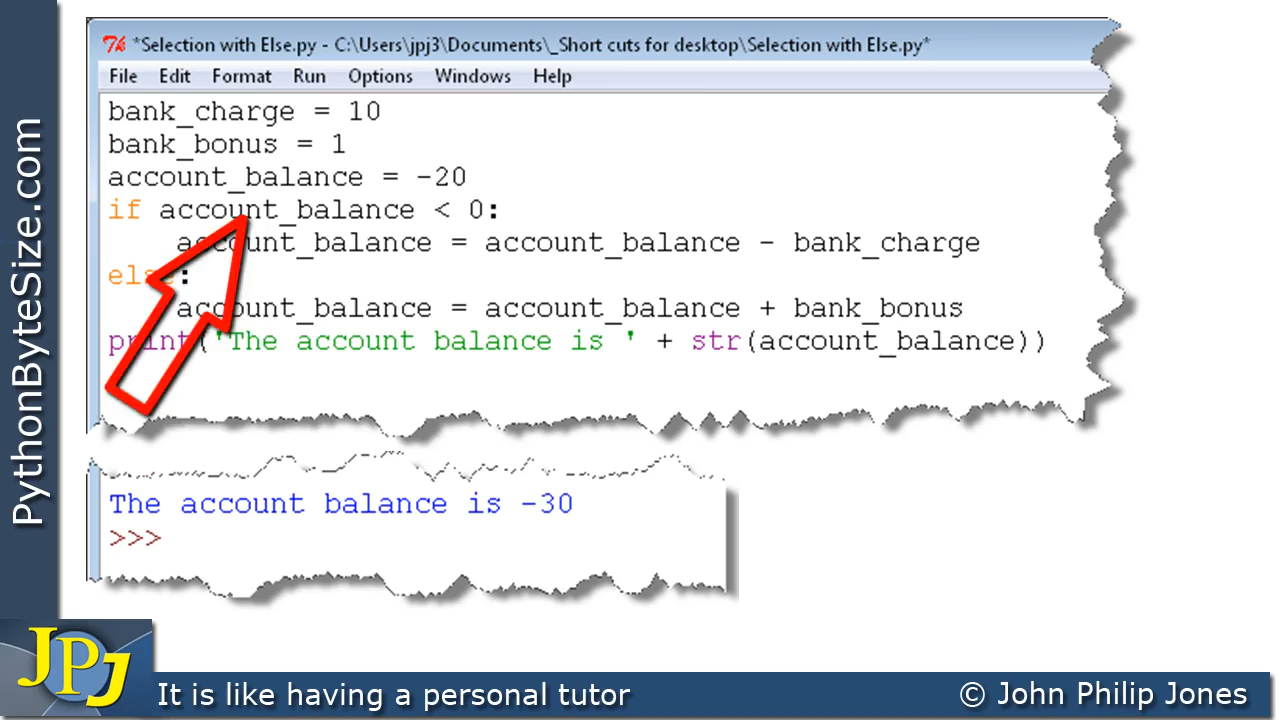 PythonByteSize.com
*Selection with Else.py - C:\Users\jpj3\Documents\_Short cuts for desktop\Selection with Else.py*
File Edit Format Run Options Windows Help
bank_charge = 10
bank_bonus = 1
account_balance = -20
if account_balance < 0:
    account_balance = account_balance - bank_charge
else:
    account_balance = account_balance + bank_bonus
print('The account balance is ' + str(account_balance))
The account balance is -30
>>>
JPJ
It is like having a personal tutor
© John Philip Jones